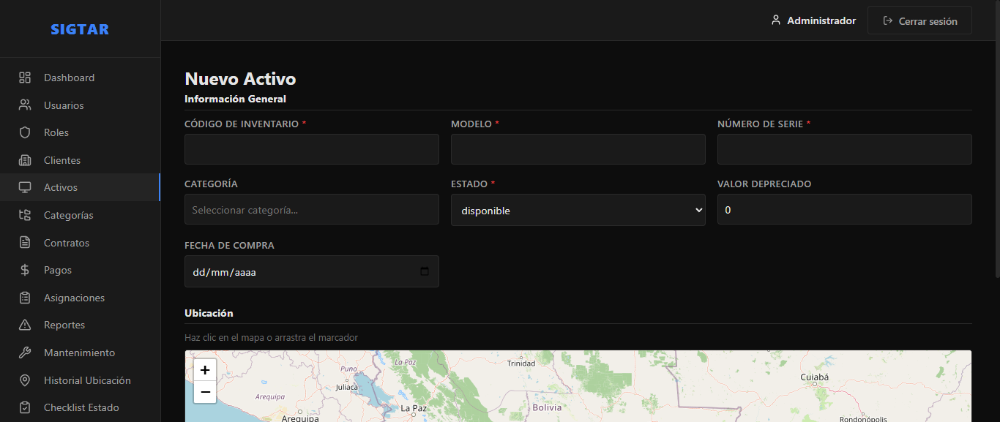 SIGTAR
Administrador
Cerrar sesión
Dashboard
Usuarios
Roles
Clientes
Activos
Categorías
Contratos
Pagos
Asignaciones
Reportes
Mantenimiento
Historial Ubicación
Checklist Estado
Nuevo Activo
Información General
CÓDIGO DE INVENTARIO *
MODELO *
NÚMERO DE SERIE *
CATEGORÍA
ESTADO *
VALOR DEPRECIADO
Seleccionar categoría...
disponible
0
FECHA DE COMPRA
dd/mm/aaaa
Ubicación
Haz clic en el mapa o arrastra el marcador
+
−
Puno
La Paz
Trinidad
Juliaca
Cuiabá
Arequipa
La Paz
Bolivia
Arequipa
Rondonópolis